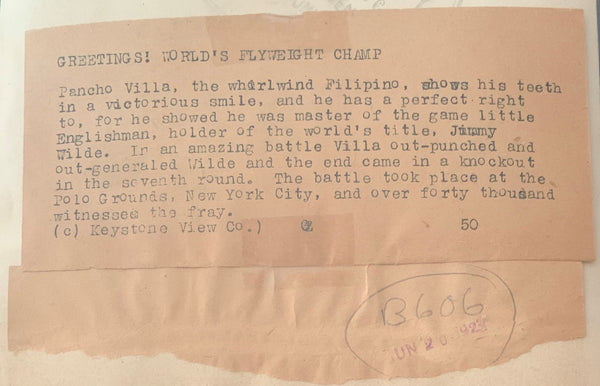 GREETINGS! WORLD'S FLYWEIGHT CHAMP
Pancho Villa, the whirlwind Filipino, shows his teeth
in a victorious smile, and he has a perfect right
to, for he showed he was master of the game little
Englishman, holder of the world's title, Jimmy
Wilde. In an amazing battle Villa out-punched and
out-generaled Wilde and the end came in a knockout
in the seventh round. The battle took place at the
Polo Grounds, New York City, and over forty thousand
witnessed the fray.
(c) Keystone View Co.) 50
B606
JUN 20